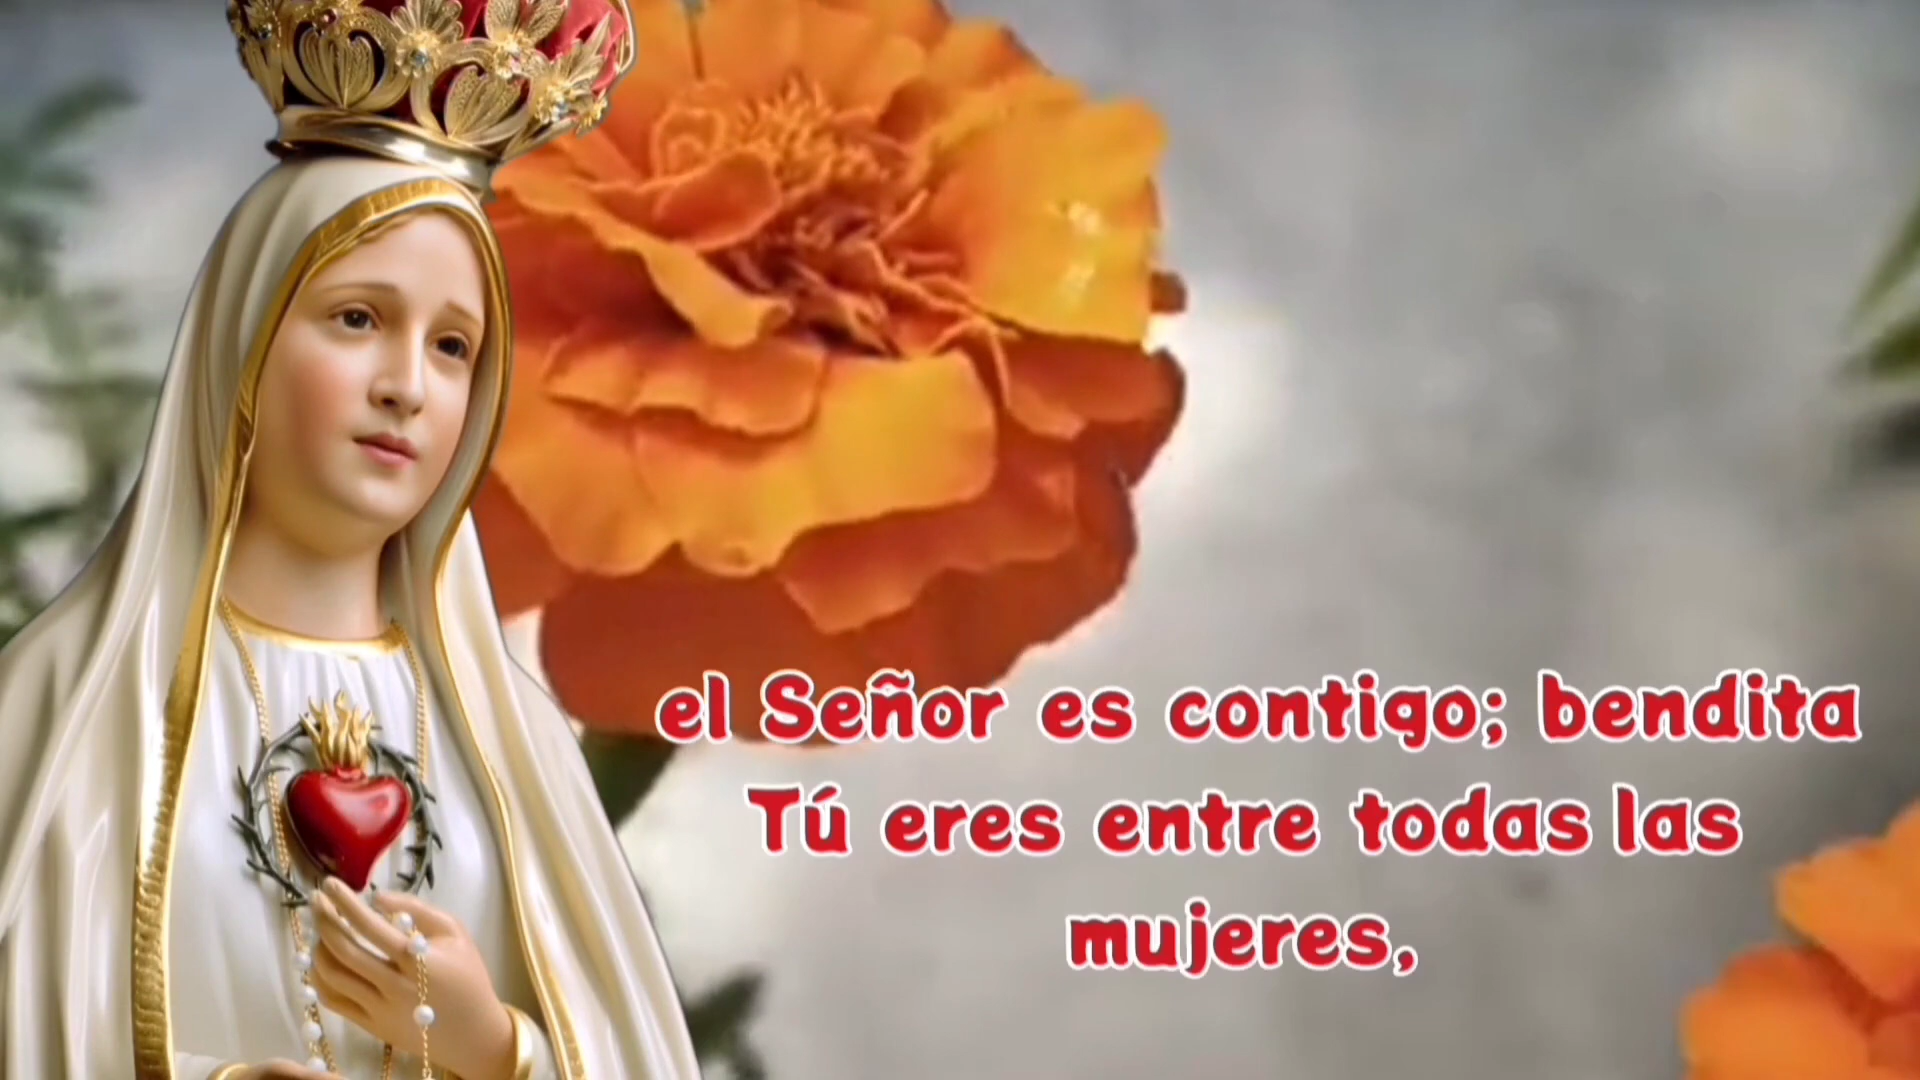 el Señor es contigo; bendita
Tú eres entre todas las
mujeres,